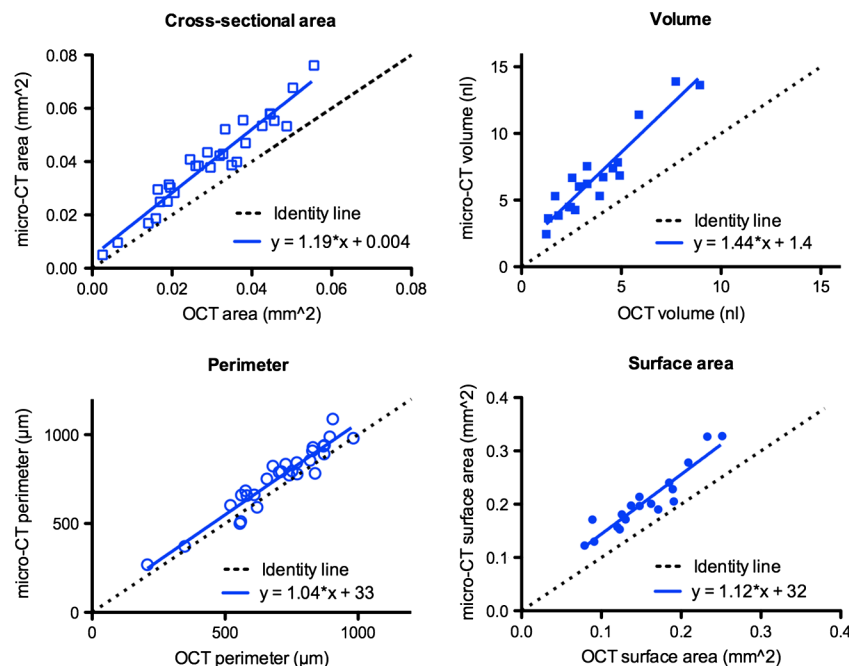 Cross-sectional area
micro-CT area (mm^2)
0.08
0.06
0.04
0.02
0.00
0.00 0.02 0.04 0.06 0.08
OCT area (mm^2)
Identity line
y = 1.19*x + 0.004
Volume
micro-CT volume (nl)
15
10
5
0
0 5 10 15
OCT volume (nl)
Identity line
y = 1.44*x + 1.4
Perimeter
micro-CT perimeter (µm)
1000
500
0
0 500 1000
OCT perimeter (µm)
Identity line
y = 1.04*x + 33
Surface area
micro-CT surface area (mm^2)
0.4
0.3
0.2
0.1
0.0
0.0 0.1 0.2 0.3 0.4
OCT surface area (mm^2)
Identity line
y = 1.12*x + 32